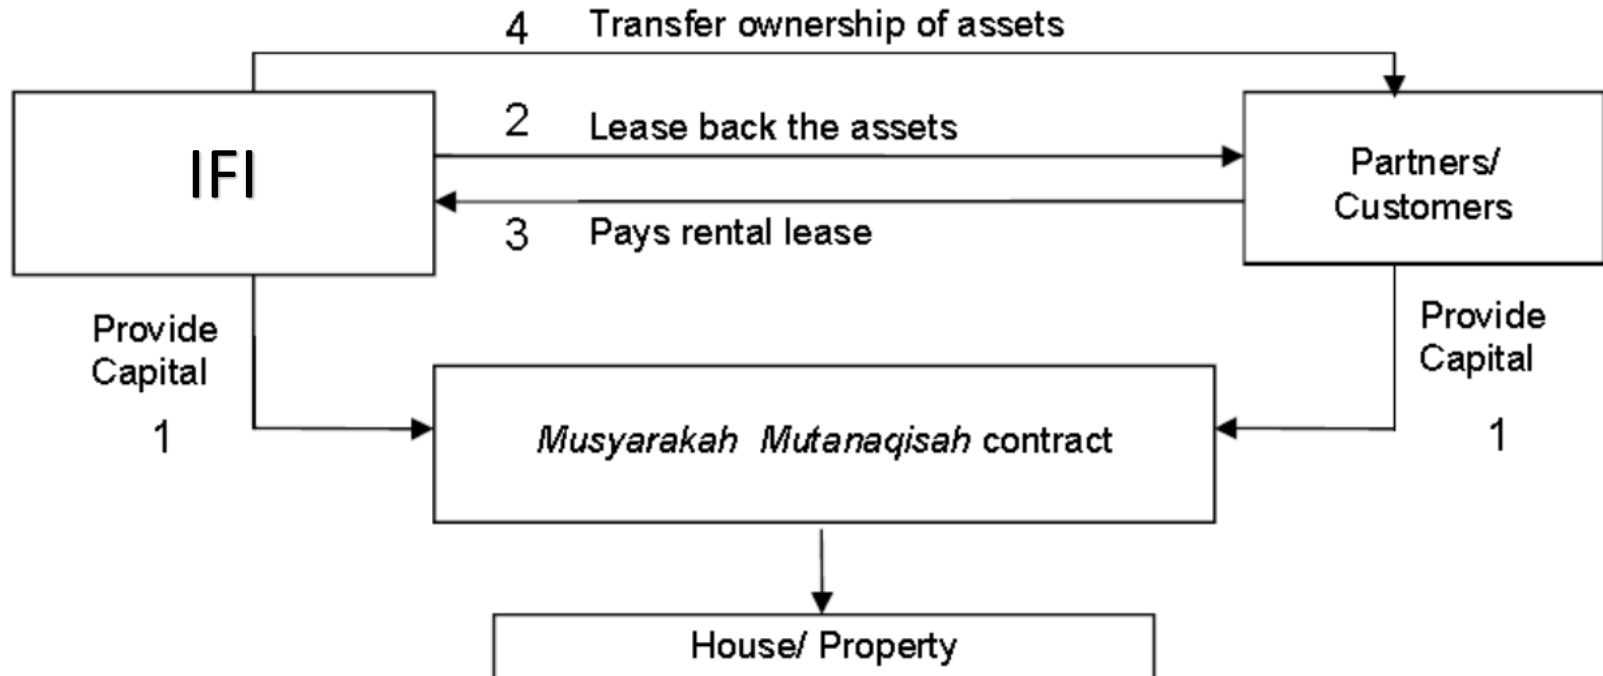 4 Transfer ownership of assets
2 Lease back the assets
IFI
Partners/
Customers
3 Pays rental lease
Provide
Capital
1
Provide
Capital
1
Musyarakah Mutanaqisah contract
House/ Property